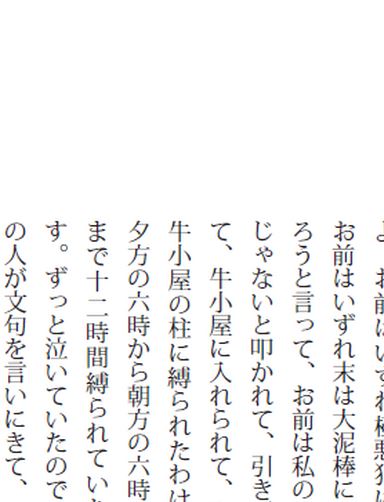 お前はいずれ極悪
お前はいずれ末は大泥棒に
ろうと言って、お前は私の
じゃないと叩かれて、引き
て、牛小屋に入れられて、
牛小屋の柱に縛られたわけ
夕方の六時から朝方の六時
まで十二時間縛られてい
す。ずっと泣いていたので
の人が文句を言いにきて、